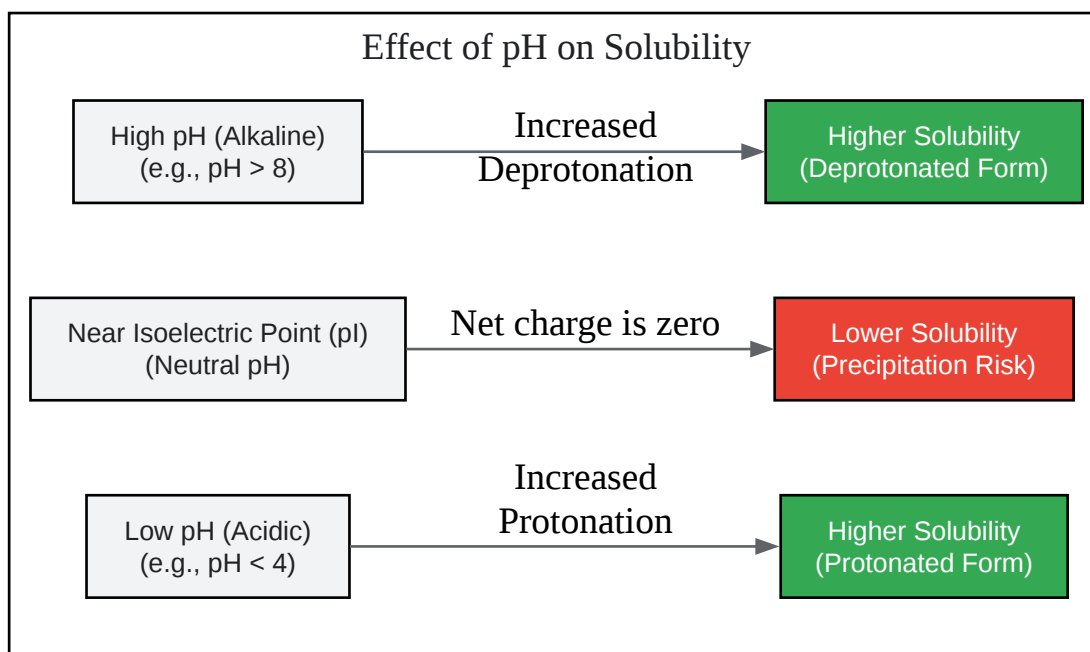 Effect of pH on Solubility
High pH (Alkaline)
(e.g., pH > 8)
Increased
Deprotonation
Higher Solubility
(Deprotonated Form)
Near Isoelectric Point (pI)
(Neutral pH)
Net charge is zero
Lower Solubility
(Precipitation Risk)
Low pH (Acidic)
(e.g., pH < 4)
Increased
Protonation
Higher Solubility
(Protonated Form)